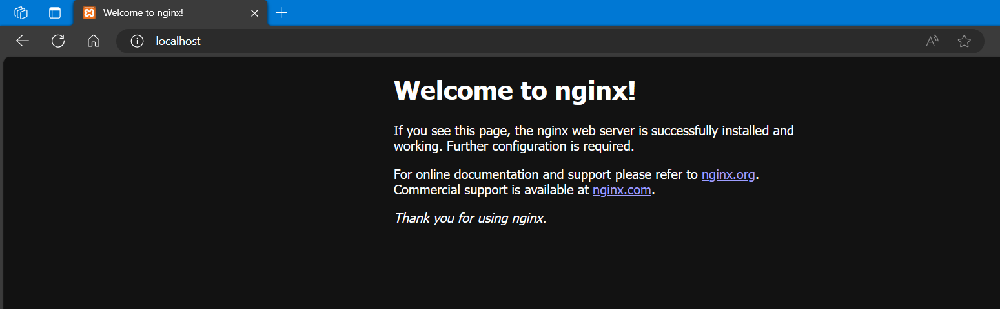 Welcome to nginx!
localhost
Welcome to nginx!
If you see this page, the nginx web server is successfully installed and
working. Further configuration is required.
For online documentation and support please refer to nginx.org.
Commercial support is available at nginx.com.
Thank you for using nginx.